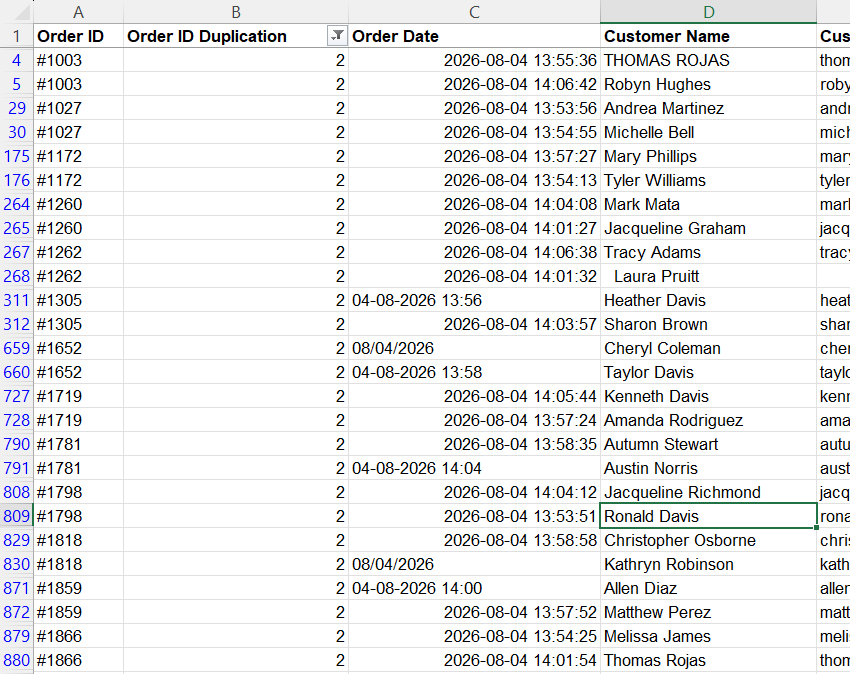 A B C D
1 Order ID Order ID Duplication Order Date Customer Name Cus
4 #1003 2 2026-08-04 13:55:36 THOMAS ROJAS thom
5 #1003 2 2026-08-04 14:06:42 Robyn Hughes roby
29 #1027 2 2026-08-04 13:53:56 Andrea Martinez andr
30 #1027 2 2026-08-04 13:54:55 Michelle Bell mich
175 #1172 2 2026-08-04 13:57:27 Mary Phillips mary
176 #1172 2 2026-08-04 13:54:13 Tyler Williams tyler
264 #1260 2 2026-08-04 14:04:08 Mark Mata mark
265 #1260 2 2026-08-04 14:01:27 Jacqueline Graham jacq
267 #1262 2 2026-08-04 14:06:38 Tracy Adams tracy
268 #1262 2 2026-08-04 14:01:32 Laura Pruitt
311 #1305 2 04-08-2026 13:56 Heather Davis heat
312 #1305 2 2026-08-04 14:03:57 Sharon Brown shar
659 #1652 2 08/04/2026 Cheryl Coleman cher
660 #1652 2 04-08-2026 13:58 Taylor Davis taylo
727 #1719 2 2026-08-04 14:05:44 Kenneth Davis kenn
728 #1719 2 2026-08-04 13:57:24 Amanda Rodriguez ama
790 #1781 2 2026-08-04 13:58:35 Autumn Stewart autu
791 #1781 2 04-08-2026 14:04 Austin Norris aust
808 #1798 2 2026-08-04 14:04:12 Jacqueline Richmond jacq
809 #1798 2 2026-08-04 13:53:51 Ronald Davis rona
829 #1818 2 2026-08-04 13:58:58 Christopher Osborne chris
830 #1818 2 08/04/2026 Kathryn Robinson kath
871 #1859 2 04-08-2026 14:00 Allen Diaz allen
872 #1859 2 2026-08-04 13:57:52 Matthew Perez matt
879 #1866 2 2026-08-04 13:54:25 Melissa James meli
880 #1866 2 2026-08-04 14:01:54 Thomas Rojas thom